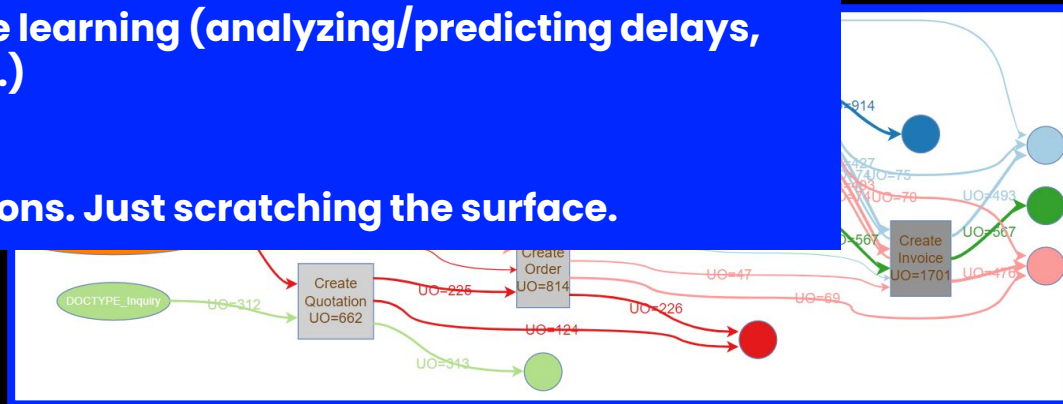 e learning (analyzing/predicting delays,
.)
ons. Just scratching the surface.
=914
UO=75
UO=70
UO=493
=567
Create
Invoice
UO=1701
UO=567
UO=476
Create
Order
UO=814
UO=47
UO=69
DOCTYPE_Inquiry
UO=312
Create
Quotation
UO=662
UO=225
UO=226
UO=124
UO=313